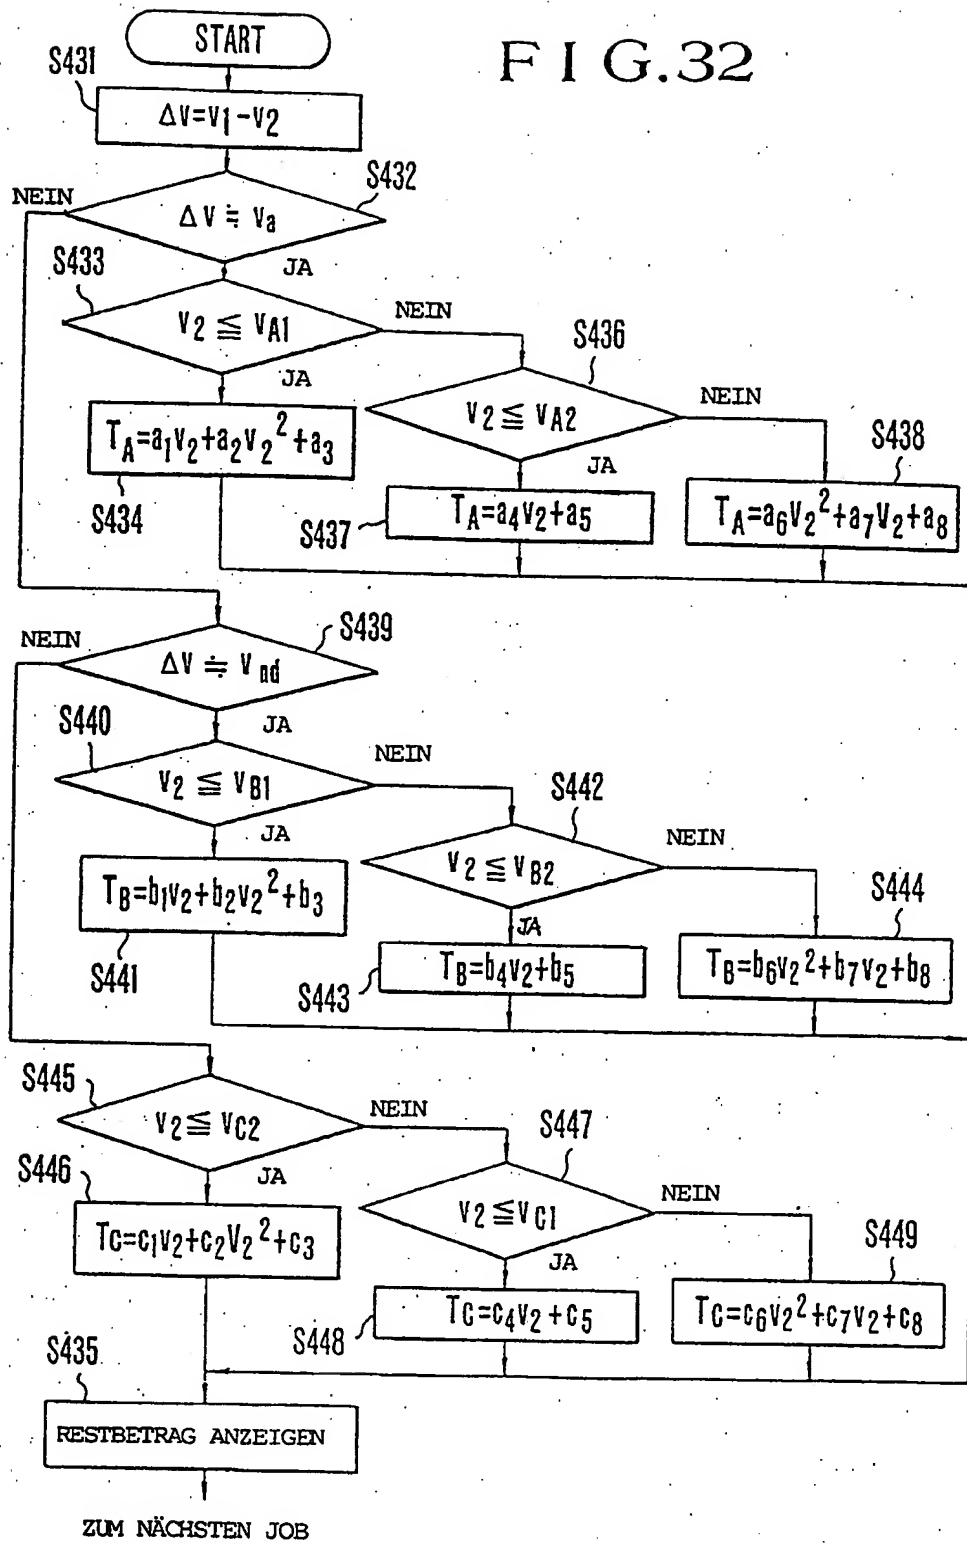 FIG.32
START
S431
ΔV=V1-V2
S432
NEIN
ΔV≒Va
JA
S433
NEIN
V2≦VA1
JA
S436
NEIN
V2≦VA2
JA
TA=a1V2+a2V2²+a3
S434
S437
TA=a4V2+a5
S438
TA=a6V2²+a7V2+a8
NEIN
S439
ΔV≒Vnd
JA
S440
NEIN
V2≦VB1
JA
S442
NEIN
V2≦VB2
JA
TB=b1V2+b2V2²+b3
S441
S443
TB=b4V2+b5
S444
TB=b6V2²+b7V2+b8
S445
NEIN
V2≦VC2
JA
S447
NEIN
V2≦VC1
JA
S446
TC=C1V2+C2V2²+C3
S448
TC=C4V2+C5
S449
TC=C6V2²+C7V2+C8
S435
RESTBETRAG ANZEIGEN
ZUM NÄCHSTEN JOB